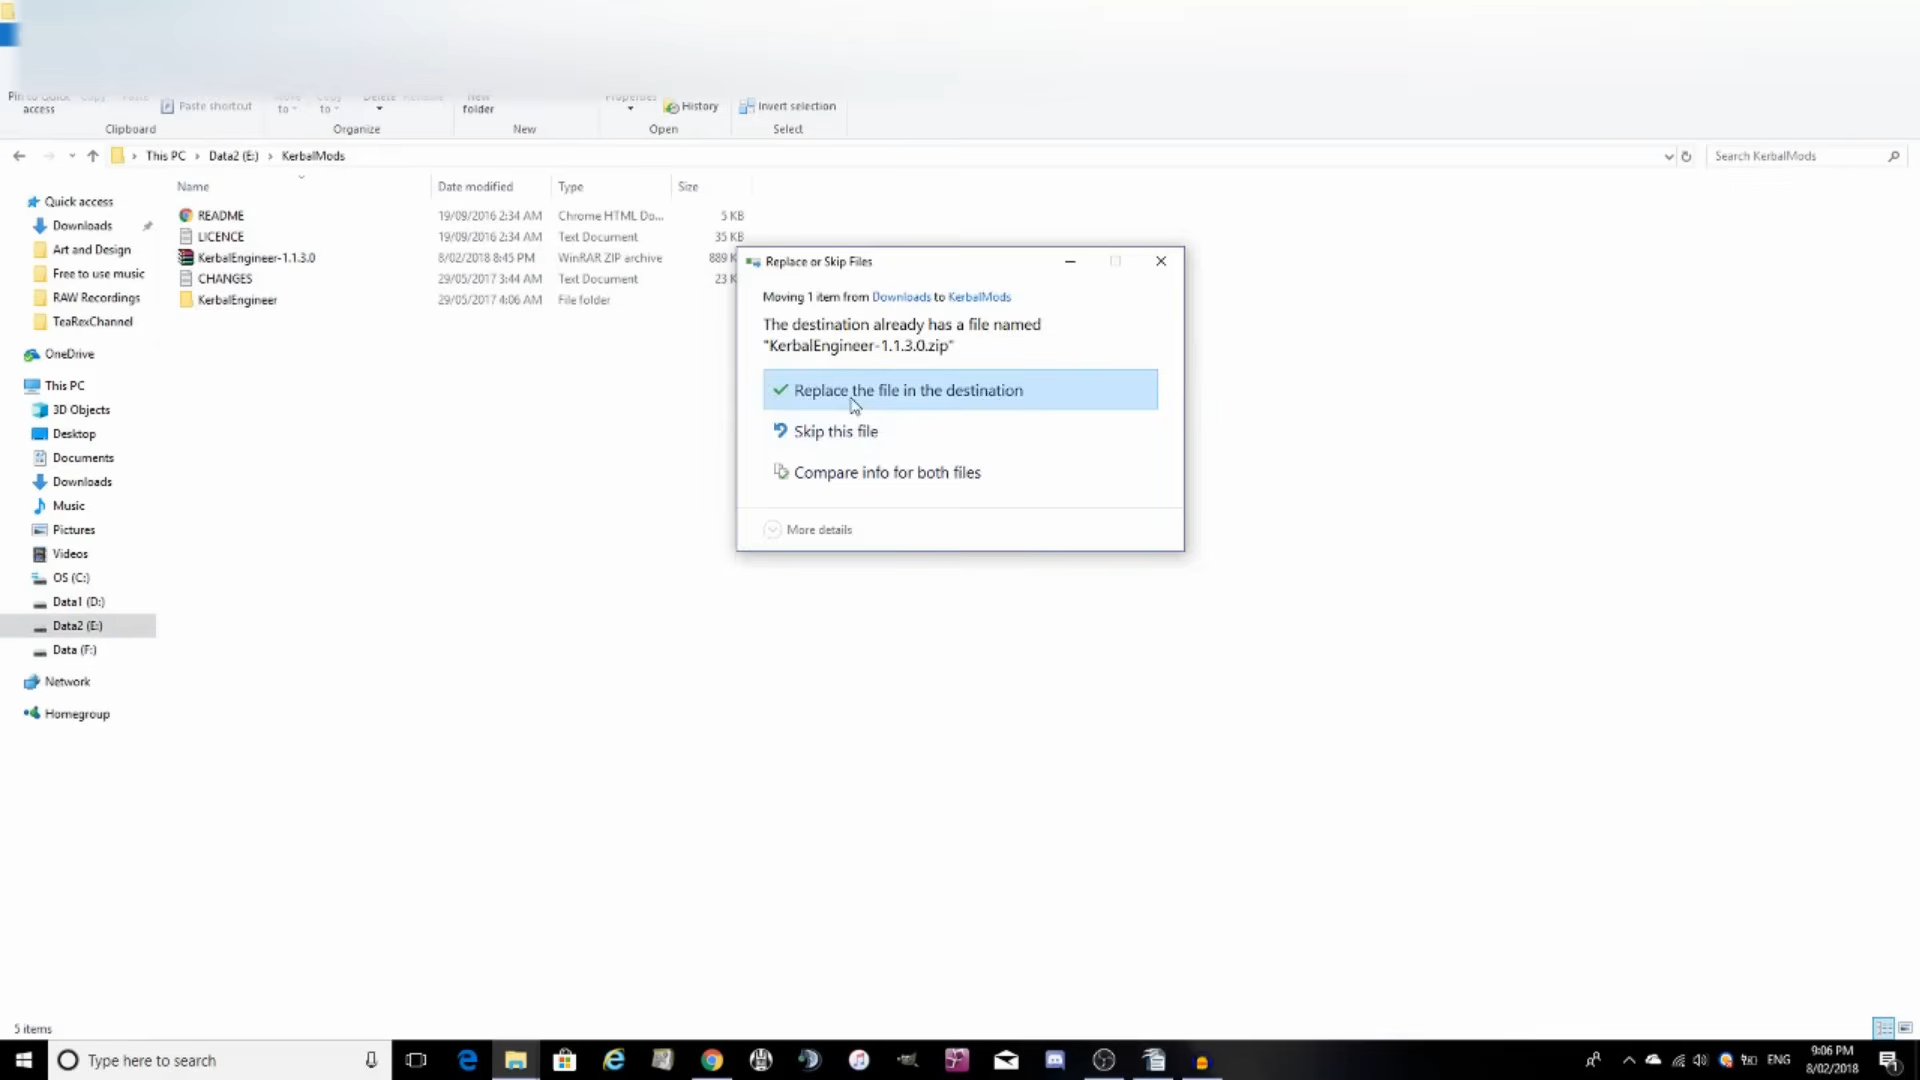 Pin to Quick Copy Paste Move Copy Delete Rename New Properties
access Paste shortcut to to folder History Invert selection
Clipboard Organize New Open Select
This PC Data2 (E:) KerbalMods Search KerbalMods
Name Date modified Type Size
Quick access
Downloads
Art and Design
Free to use music
RAW Recordings
TeaRexChannel
OneDrive
This PC
3D Objects
Desktop
Documents
Downloads
Music
Pictures
Videos
OS (C:)
Data1 (D:)
Data2 (E:)
Data (F:)
Network
Homegroup
README 19/09/2016 2:34 AM Chrome HTML Do... 5 KB
LICENCE 19/09/2016 2:34 AM Text Document 35 KB
KerbalEngineer-1.1.3.0 8/02/2018 8:45 PM WinRAR ZIP archive 889 K
CHANGES 29/05/2017 3:44 AM Text Document 23 K
KerbalEngineer 29/05/2017 4:06 AM File folder
Replace or Skip Files
Moving 1 item from Downloads to KerbalMods
The destination already has a file named
"KerbalEngineer-1.1.3.0.zip"
Replace the file in the destination
Skip this file
Compare info for both files
More details
5 items
Type here to search
ENG
9:06 PM
8/02/2018
1